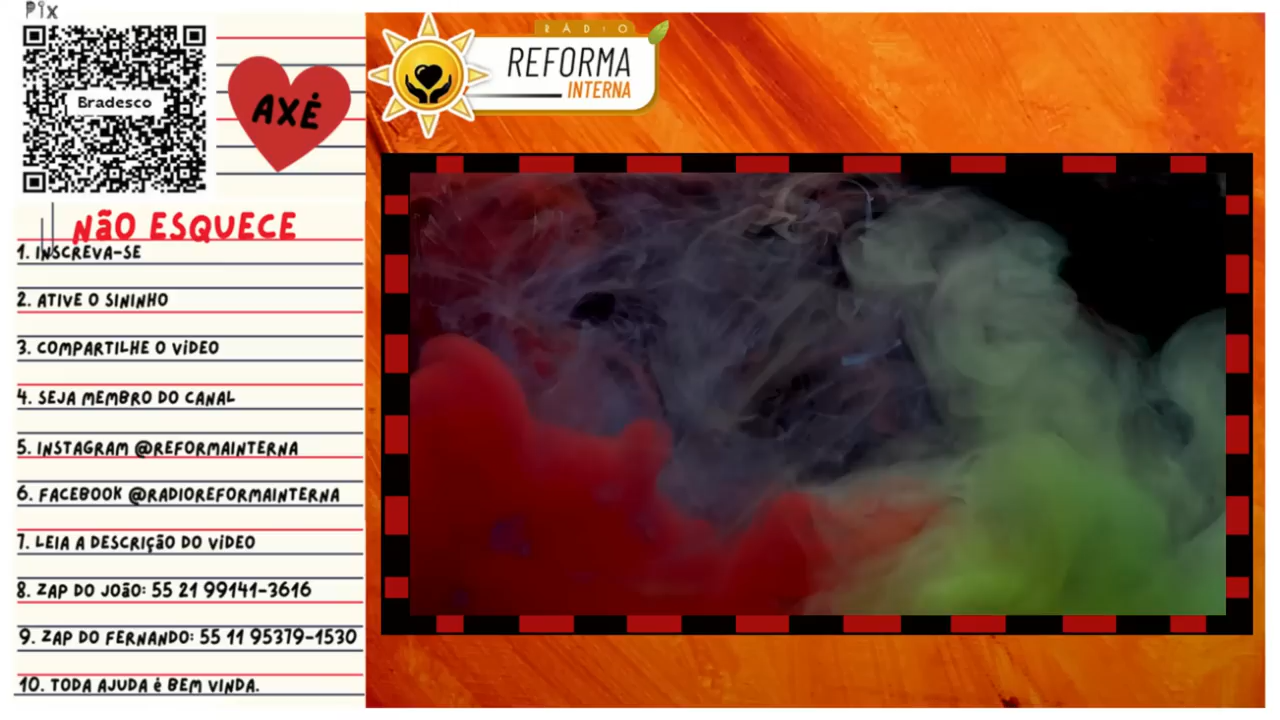 Pix
Bradesco
AXÉ
RÁDIO
REFORMA
INTERNA
NÃO ESQUECE
1. INSCREVA-SE
2. ATIVE O SININHO
3. COMPARTILHE O VÍDEO
4. SEJA MEMBRO DO CANAL
5. INSTAGRAM @REFORMAINTERNA
6. FACEBOOK @RADIOREFORMAINTERNA
7. LEIA A DESCRIÇÃO DO VÍDEO
8. ZAP DO JOÃO: 55 21 99141-3616
9. ZAP DO FERNANDO: 55 11 95379-1530
10. TODA AJUDA É BEM VINDA.